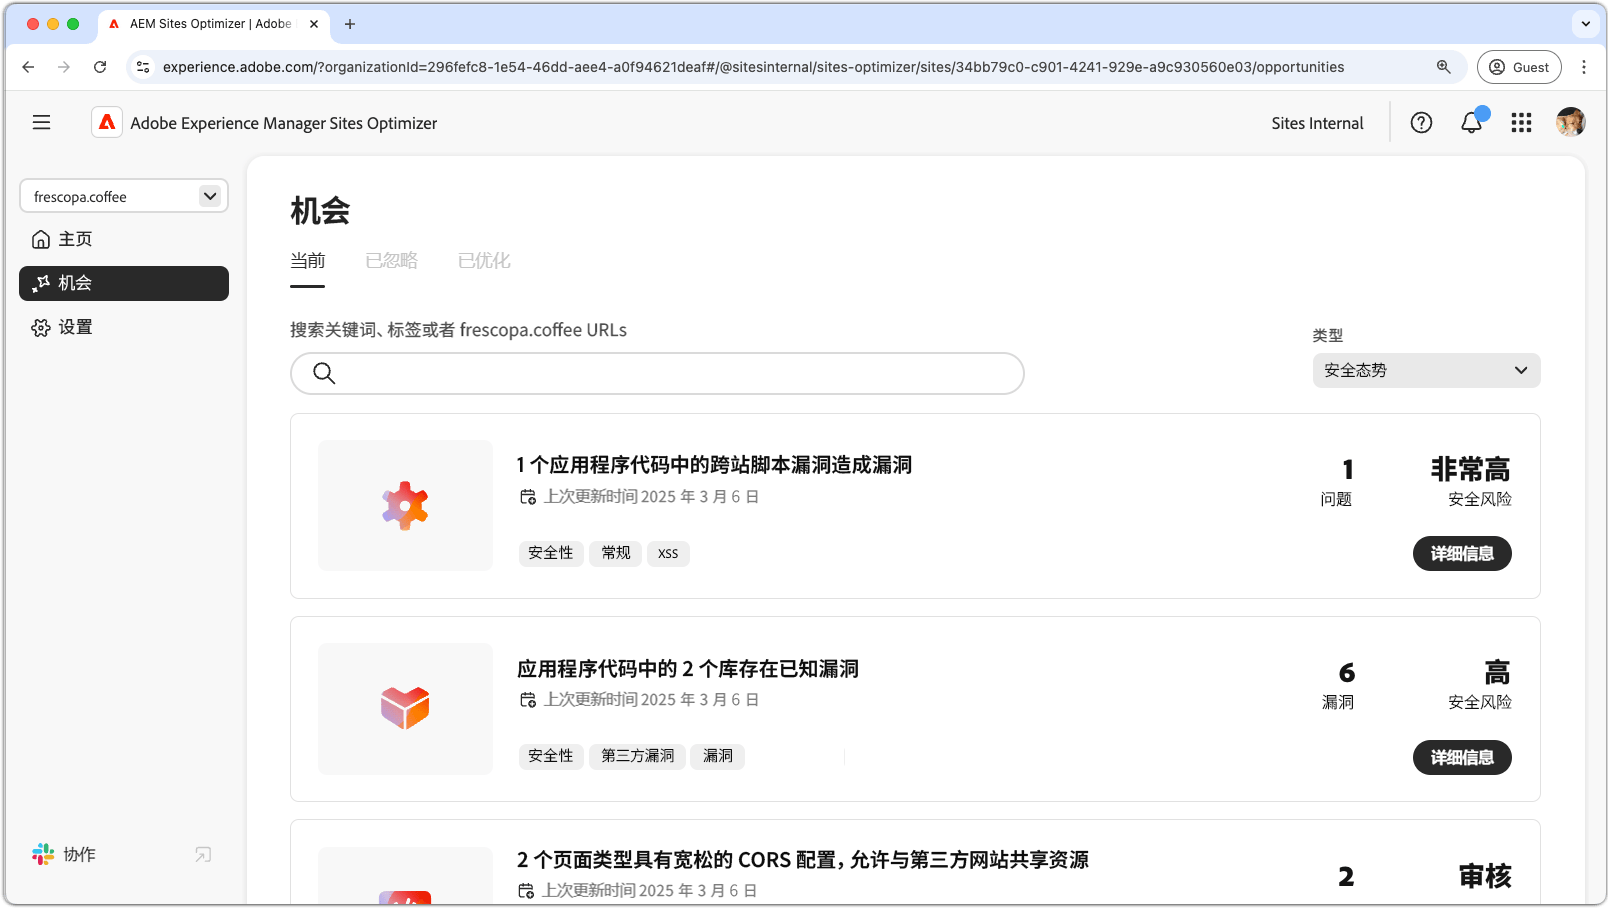 AEM Sites Optimizer | Adobe
experience.adobe.com/?organizationId=296fefc8-1e54-46dd-aee4-a0f94621deaf#/@sitesinternal/sites-optimizer/sites/34bb79c0-c901-4241-929e-a9c930560e03/opportunities
Guest
Adobe Experience Manager Sites Optimizer
Sites Internal
frescopa.coffee
主页
机会
设置
协作
机会
当前
已忽略
已优化
搜索关键词、标签或者 frescopa.coffee URLs
类型
安全态势
1 个应用程序代码中的跨站脚本漏洞造成漏洞
上次更新时间 2025 年 3 月 6 日
安全性
常规
xss
1
问题
非常高
安全风险
详细信息
应用程序代码中的 2 个库存在已知漏洞
上次更新时间 2025 年 3 月 6 日
安全性
第三方漏洞
漏洞
6
漏洞
高
安全风险
详细信息
2 个页面类型具有宽松的 CORS 配置，允许与第三方网站共享资源
上次更新时间 2025 年 3 月 6 日
2
审核